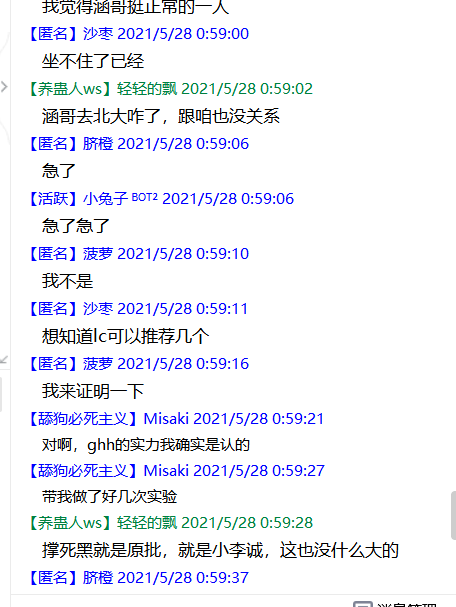 我觉得涵哥挺正常的一人
【匿名】沙枣 2021/5/28 0:59:00
坐不住了已经
【养蛊人ws】轻轻的飘 2021/5/28 0:59:02
涵哥去北大咋了，跟咱也没关系
【匿名】脐橙 2021/5/28 0:59:06
急了
【活跃】小兔子 BOT2 2021/5/28 0:59:06
急了急了
【匿名】菠萝 2021/5/28 0:59:10
我不是
【匿名】沙枣 2021/5/28 0:59:11
想知道lc可以推荐几个
【匿名】菠萝 2021/5/28 0:59:16
我来证明一下
【舔狗必死主义】Misaki 2021/5/28 0:59:21
对啊，ghh的实力我确实是认的
【舔狗必死主义】Misaki 2021/5/28 0:59:27
带我做了好几次实验
【养蛊人ws】轻轻的飘 2021/5/28 0:59:28
撑死黑就是原批，就是小李诚，这也没什么大的
【匿名】脐橙 2021/5/28 0:59:37